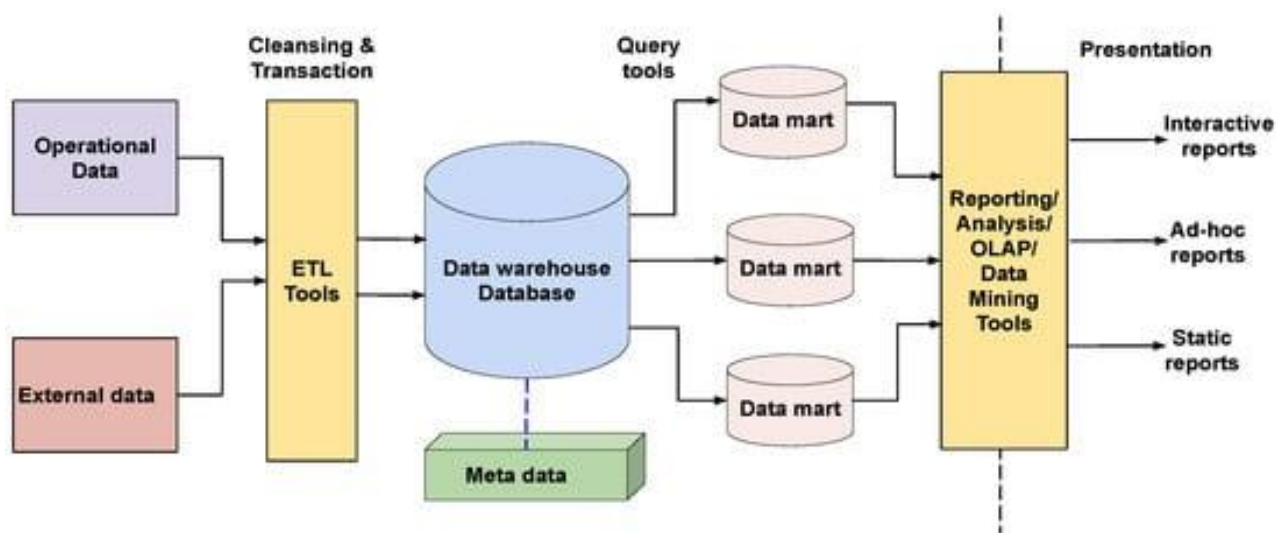 Cleansing &
Transaction
Query
tools
Presentation
Operational
Data
External data
ETL
Tools
Data warehouse
Database
Meta data
Data mart
Data mart
Data mart
Reporting/
Analysis/
OLAP/
Data
Mining
Tools
Interactive
reports
Ad-hoc
reports
Static
reports